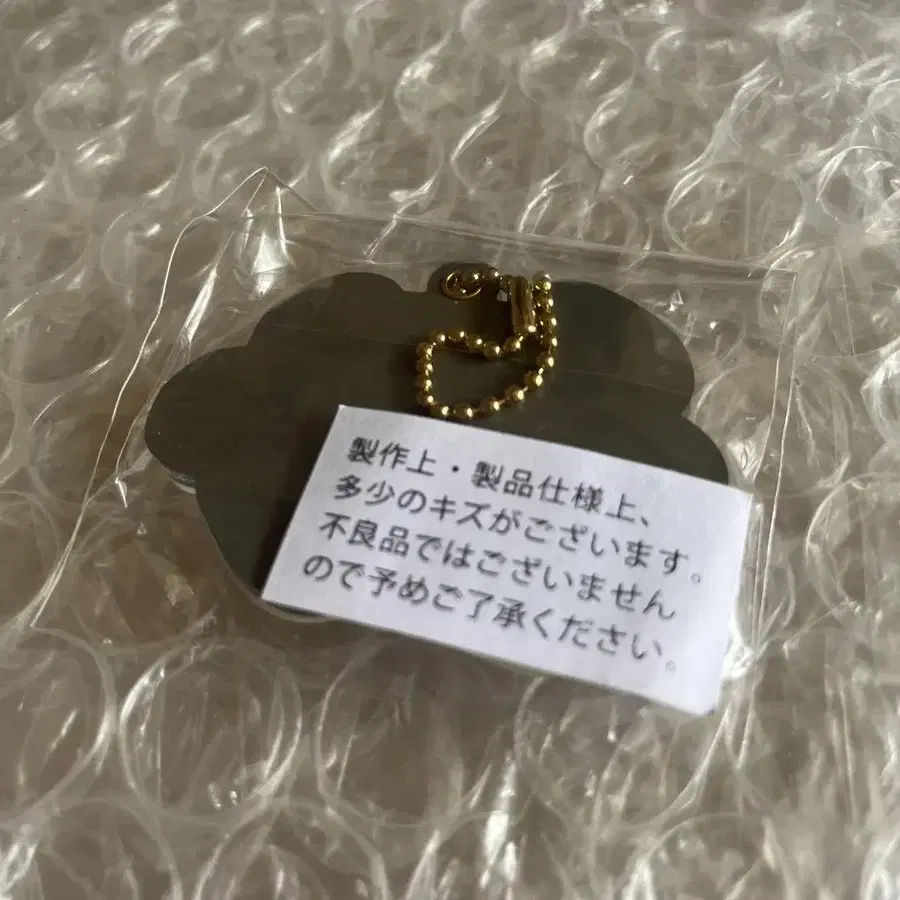 製作上・製品仕様上、
多少のキズがございます。
不良品ではございません
ので予めご了承ください。